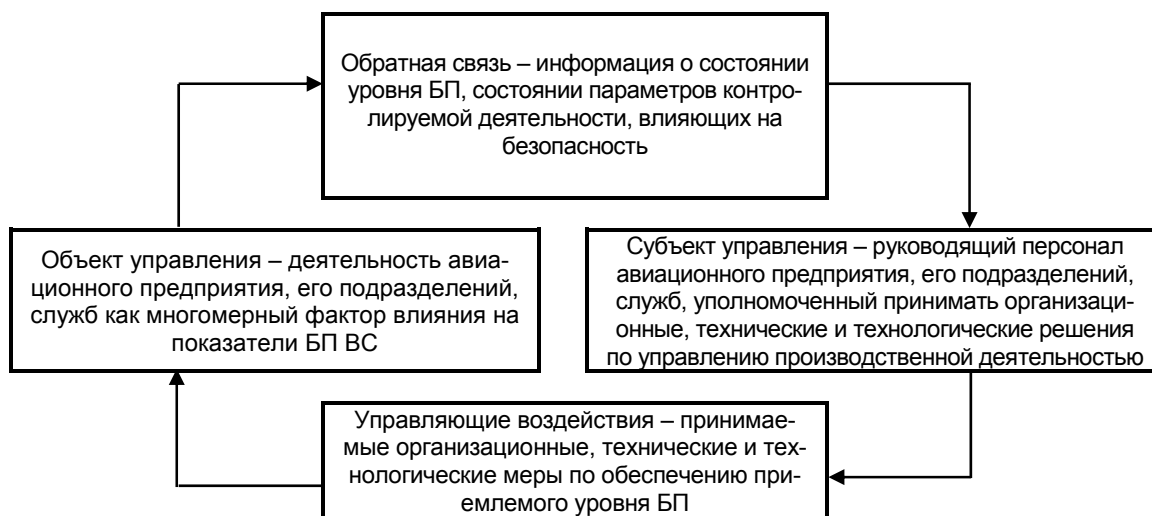 Обратная связь – информация о состоянии
уровня БП, состоянии параметров контро-
лируемой деятельности, влияющих на
безопасность
Объект управления – деятельность авиа-
ционного предприятия, его подразделений,
служб как многомерный фактор влияния на
показатели БП ВС
Субъект управления – руководящий персонал
авиационного предприятия, его подразделений,
служб, уполномоченный принимать организаци-
онные, технические и технологические решения
по управлению производственной деятельностью
Управляющие воздействия – принимае-
мые организационные, технические и тех-
нологические меры по обеспечению при-
емлемого уровня БП